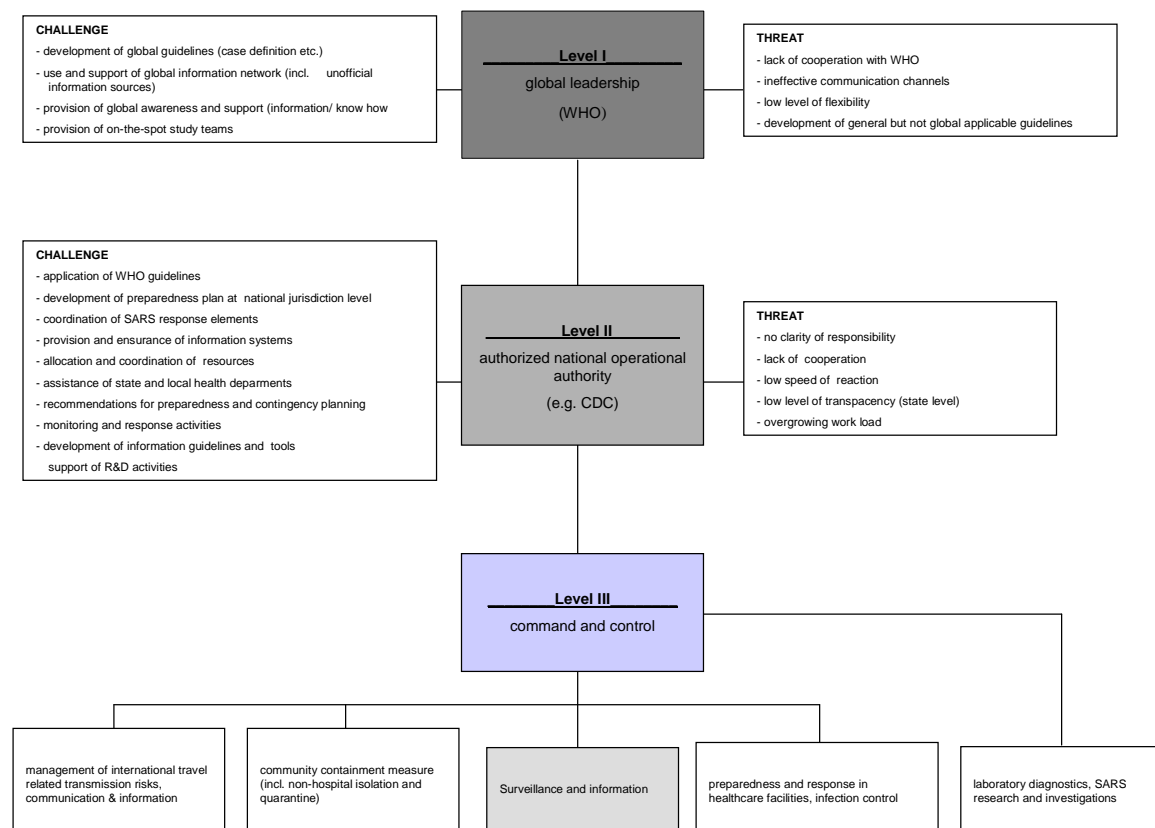 CHALLENGE
- development of global guidelines (case definition etc.)
- use and support of global information network (incl. unofficial
information sources)
- provision of global awareness and support (information/ know how
- provision of on-the-spot study teams
Level I
global leadership
(WHO)
THREAT
- lack of cooperation with WHO
- ineffective communication channels
- low level of flexibility
- development of general but not global applicable guidelines
CHALLENGE
- application of WHO guidelines
- development of preparedness plan at national jurisdiction level
- coordination of SARS response elements
- provision and ensurance of information systems
- allocation and coordination of resources
- assistance of state and local health deparments
- recommendations for preparedness and contingency planning
- monitoring and response activities
- development of information guidelines and tools
support of R&D activities
Level II
authorized national operational
authority
(e.g. CDC)
THREAT
- no clarity of responsibility
- lack of cooperation
- low speed of reaction
- low level of transpacency (state level)
- overgrowing work load
Level III
command and control
management of international travel
related transmission risks,
communication & information
community containment measure
(incl. non-hospital isolation and
quarantine)
Surveillance and information
preparedness and response in
healthcare facilities, infection control
laboratory diagnostics, SARS
research and investigations